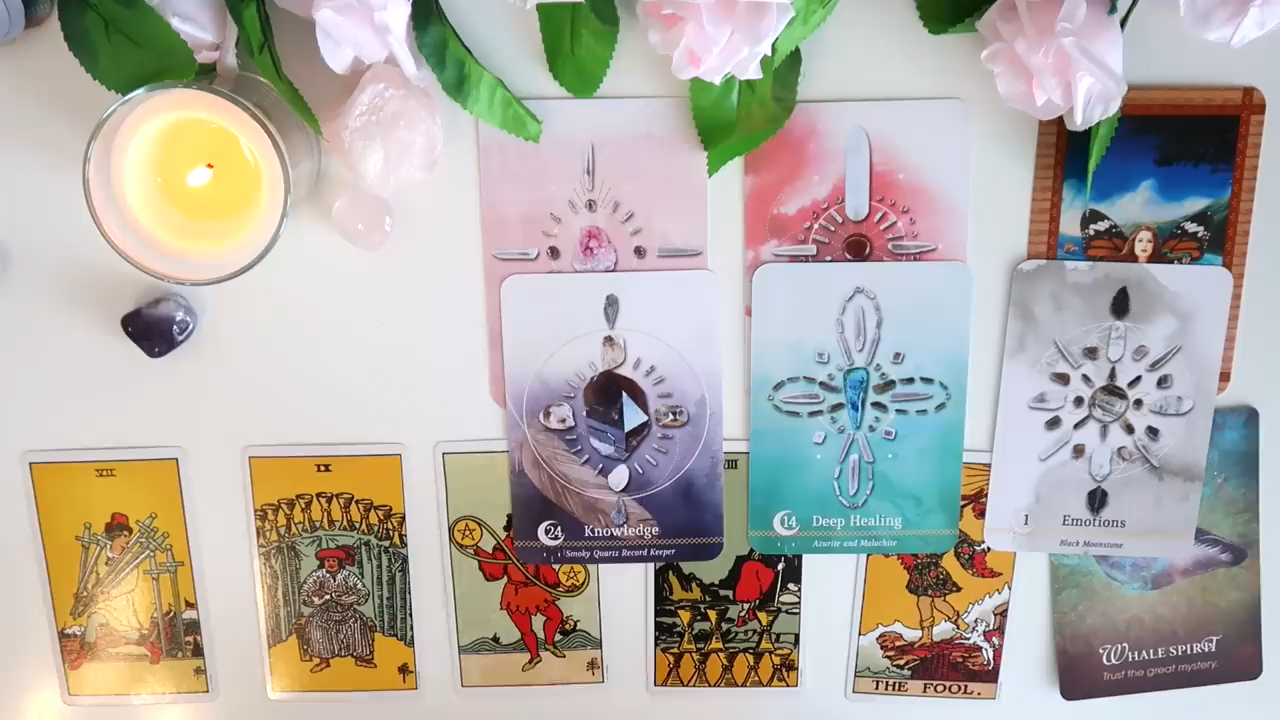 VII
IX
VIII
24 Knowledge
Smoky Quartz Record Keeper
14 Deep Healing
Azurite and Malachite
1 Emotions
Black Moonstone
THE FOOL.
WHALE SPIRIT
Trust the great mystery.